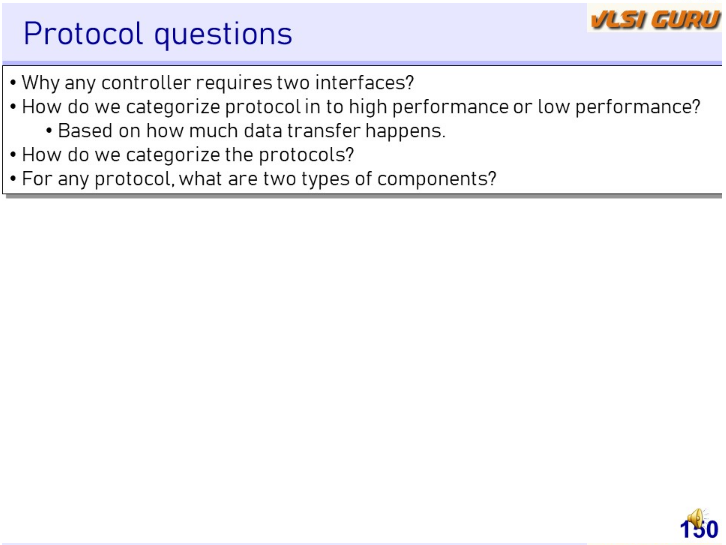 Protocol questions
VLSI GURU
• Why any controller requires two interfaces?
• How do we categorize protocol in to high performance or low performance?
• Based on how much data transfer happens.
• How do we categorize the protocols?
• For any protocol, what are two types of components?
150